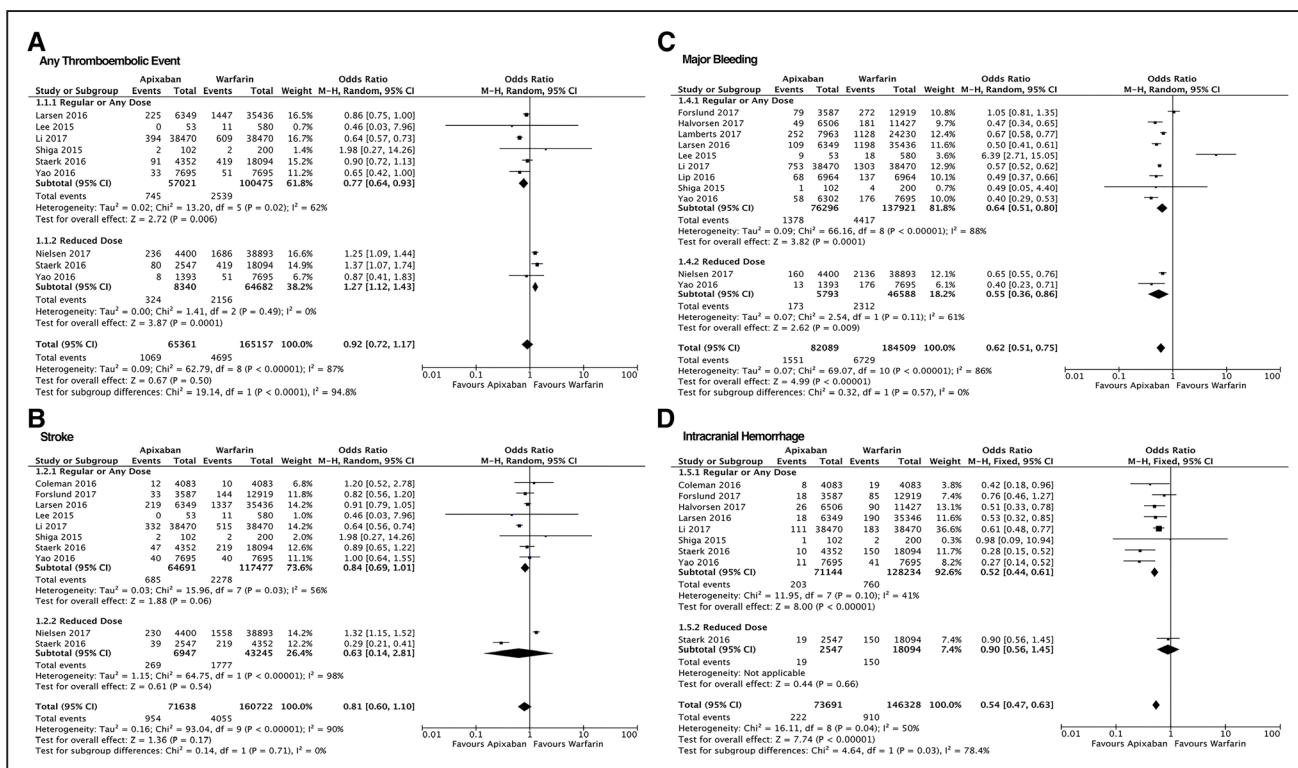 A
Any Thromboembolic Event
Apixaban Warfarin Odds Ratio Odds Ratio
Study or Subgroup Events Total Events Total Weight M-H, Random, 95% CI M-H, Random, 95% CI
1.1.1 Regular or Any Dose
Larsen 2016 225 6349 1447 35436 16.5% 0.86 [0.75, 1.00]
Lee 2015 0 53 11 580 0.7% 0.46 [0.03, 7.96]
Li 2017 394 38470 609 38470 16.7% 0.64 [0.57, 0.73]
Shiga 2015 2 102 2 200 1.4% 1.98 [0.27, 14.26]
Staerk 2016 91 4352 419 18094 15.2% 0.90 [0.72, 1.13]
Yao 2016 33 7695 51 7695 11.2% 0.65 [0.42, 1.00]
Subtotal (95% CI) 57021 100475 61.8% 0.77 [0.64, 0.93]
Total events 745 2539
Heterogeneity: Tau² = 0.02; Chi² = 13.20, df = 5 (P = 0.02); I² = 62%
Test for overall effect: Z = 2.72 (P = 0.006)
1.1.2 Reduced Dose
Nielsen 2017 236 4400 1686 38893 16.6% 1.25 [1.09, 1.44]
Staerk 2016 80 2547 419 18094 14.9% 1.37 [1.07, 1.74]
Yao 2016 8 1393 51 7695 6.7% 0.87 [0.41, 1.83]
Subtotal (95% CI) 8340 64682 38.2% 1.27 [1.12, 1.43]
Total events 324 2156
Heterogeneity: Tau² = 0.00; Chi² = 1.41, df = 2 (P = 0.49); I² = 0%
Test for overall effect: Z = 3.87 (P = 0.0001)
Total (95% CI) 65361 165157 100.0% 0.92 [0.72, 1.17]
Total events 1069 4695
Heterogeneity: Tau² = 0.09; Chi² = 62.79, df = 8 (P < 0.00001); I² = 87%
Test for overall effect: Z = 0.67 (P = 0.50)
Test for subgroup differences: Chi² = 19.14, df = 1 (P < 0.0001), I² = 94.8%
0.01 0.1 1 10 100
Favours Apixaban Favours Warfarin
B
Stroke
Apixaban Warfarin Odds Ratio Odds Ratio
Study or Subgroup Events Total Events Total Weight M-H, Random, 95% CI M-H, Random, 95% CI
1.2.1 Regular or Any Dose
Coleman 2016 12 4083 10 4083 6.8% 1.20 [0.52, 2.78]
Forslund 2017 33 3587 144 12919 11.8% 0.82 [0.56, 1.20]
Larsen 2016 219 6349 1337 35436 14.2% 0.91 [0.79, 1.05]
Lee 2015 0 53 11 580 1.0% 0.46 [0.03, 7.96]
Li 2017 332 38470 515 38470 14.3% 0.64 [0.56, 0.74]
Shiga 2015 2 102 2 200 2.0% 1.98 [0.27, 14.26]
Staerk 2016 47 4352 219 18094 12.4% 0.89 [0.65, 1.22]
Yao 2016 40 7695 40 7695 11.1% 1.00 [0.64, 1.55]
Subtotal (95% CI) 64691 117477 73.6% 0.84 [0.69, 1.01]
Total events 685 2278
Heterogeneity: Tau² = 0.03; Chi² = 15.96, df = 7 (P = 0.03); I² = 56%
Test for overall effect: Z = 1.88 (P = 0.06)
1.2.2 Reduced Dose
Nielsen 2017 230 4400 1558 38893 14.2% 1.32 [1.15, 1.52]
Staerk 2016 39 2547 219 4352 12.2% 0.29 [0.21, 0.41]
Subtotal (95% CI) 6947 43245 26.4% 0.63 [0.14, 2.81]
Total events 269 1777
Heterogeneity: Tau² = 1.15; Chi² = 64.75, df = 1 (P < 0.00001); I² = 98%
Test for overall effect: Z = 0.61 (P = 0.54)
Total (95% CI) 71638 160722 100.0% 0.81 [0.60, 1.10]
Total events 954 4055
Heterogeneity: Tau² = 0.16; Chi² = 93.04, df = 9 (P < 0.00001); I² = 90%
Test for overall effect: Z = 1.36 (P = 0.17)
Test for subgroup differences: Chi² = 0.14, df = 1 (P = 0.71), I² = 0%
0.01 0.1 1 10 100
Favours Apixaban Favours Warfarin
C
Major Bleeding
Apixaban Warfarin Odds Ratio Odds Ratio
Study or Subgroup Events Total Events Total Weight M-H, Random, 95% CI M-H, Random, 95% CI
1.4.1 Regular or Any Dose
Forslund 2017 79 3587 272 12919 10.8% 1.05 [0.81, 1.35]
Halvorsen 2017 49 6506 181 11427 9.9% 0.47 [0.34, 0.65]
Lamberts 2017 252 7963 1128 24230 12.1% 0.67 [0.58, 0.77]
Larsen 2016 109 6349 1198 35436 11.5% 0.50 [0.41, 0.61]
Lee 2015 9 53 18 580 3.3% 6.39 [2.71, 15.05]
Li 2017 753 38470 1303 38470 12.7% 0.57 [0.52, 0.62]
Lip 2016 68 6964 137 6964 10.1% 0.49 [0.37, 0.66]
Shiga 2015 1 102 4 200 0.7% 0.49 [0.05, 4.40]
Yao 2016 58 6302 176 7695 10.0% 0.40 [0.29, 0.53]
Subtotal (95% CI) 76296 137921 81.8% 0.64 [0.51, 0.80]
Total events 1378 4417
Heterogeneity: Tau² = 0.09; Chi² = 66.16, df = 8 (P < 0.00001); I² = 88%
Test for overall effect: Z = 3.82 (P = 0.0001)
1.4.2 Reduced Dose
Nielsen 2017 160 4400 2136 38893 12.1% 0.65 [0.55, 0.76]
Yao 2016 13 1393 176 7695 6.1% 0.40 [0.23, 0.71]
Subtotal (95% CI) 5793 46588 18.2% 0.55 [0.36, 0.86]
Total events 173 2312
Heterogeneity: Tau² = 0.07; Chi² = 2.54, df = 1 (P = 0.11); I² = 61%
Test for overall effect: Z = 2.62 (P = 0.009)
Total (95% CI) 82089 184509 100.0% 0.62 [0.51, 0.75]
Total events 1551 6729
Heterogeneity: Tau² = 0.07; Chi² = 69.07, df = 10 (P < 0.00001); I² = 86%
Test for overall effect: Z = 4.99 (P < 0.00001)
Test for subgroup differences: Chi² = 0.32, df = 1 (P = 0.57), I² = 0%
0.01 0.1 1 10 100
Favours Apixaban Favours Warfarin
D
Intracranial Hemorrhage
Apixaban Warfarin Odds Ratio Odds Ratio
Study or Subgroup Events Total Events Total Weight M-H, Fixed, 95% CI M-H, Fixed, 95% CI
1.5.1 Regular or Any Dose
Coleman 2016 8 4083 19 4083 3.8% 0.42 [0.18, 0.96]
Forslund 2017 18 3587 85 12919 7.4% 0.76 [0.46, 1.27]
Halvorsen 2017 26 6506 90 11427 13.1% 0.51 [0.33, 0.78]
Larsen 2016 18 6349 190 35346 11.6% 0.53 [0.32, 0.85]
Li 2017 111 38470 183 38470 36.6% 0.61 [0.48, 0.77]
Shiga 2015 1 102 2 200 0.3% 0.98 [0.09, 10.94]
Staerk 2016 10 4352 150 18094 11.7% 0.28 [0.15, 0.52]
Yao 2016 11 7695 41 7695 8.2% 0.27 [0.14, 0.52]
Subtotal (95% CI) 71144 128234 92.6% 0.52 [0.44, 0.61]
Total events 203 760
Heterogeneity: Chi² = 11.95, df = 7 (P = 0.10); I² = 41%
Test for overall effect: Z = 8.00 (P < 0.00001)
1.5.2 Reduced Dose
Staerk 2016 19 2547 150 18094 7.4% 0.90 [0.56, 1.45]
Subtotal (95% CI) 2547 18094 7.4% 0.90 [0.56, 1.45]
Total events 19 150
Heterogeneity: Not applicable
Test for overall effect: Z = 0.44 (P = 0.66)
Total (95% CI) 73691 146328 100.0% 0.54 [0.47, 0.63]
Total events 222 910
Heterogeneity: Chi² = 16.11, df = 8 (P = 0.04); I² = 50%
Test for overall effect: Z = 7.74 (P < 0.00001)
Test for subgroup differences: Chi² = 4.64, df = 1 (P = 0.03), I² = 78.4%
0.01 0.1 1 10 100
Favours Apixaban Favours Warfarin